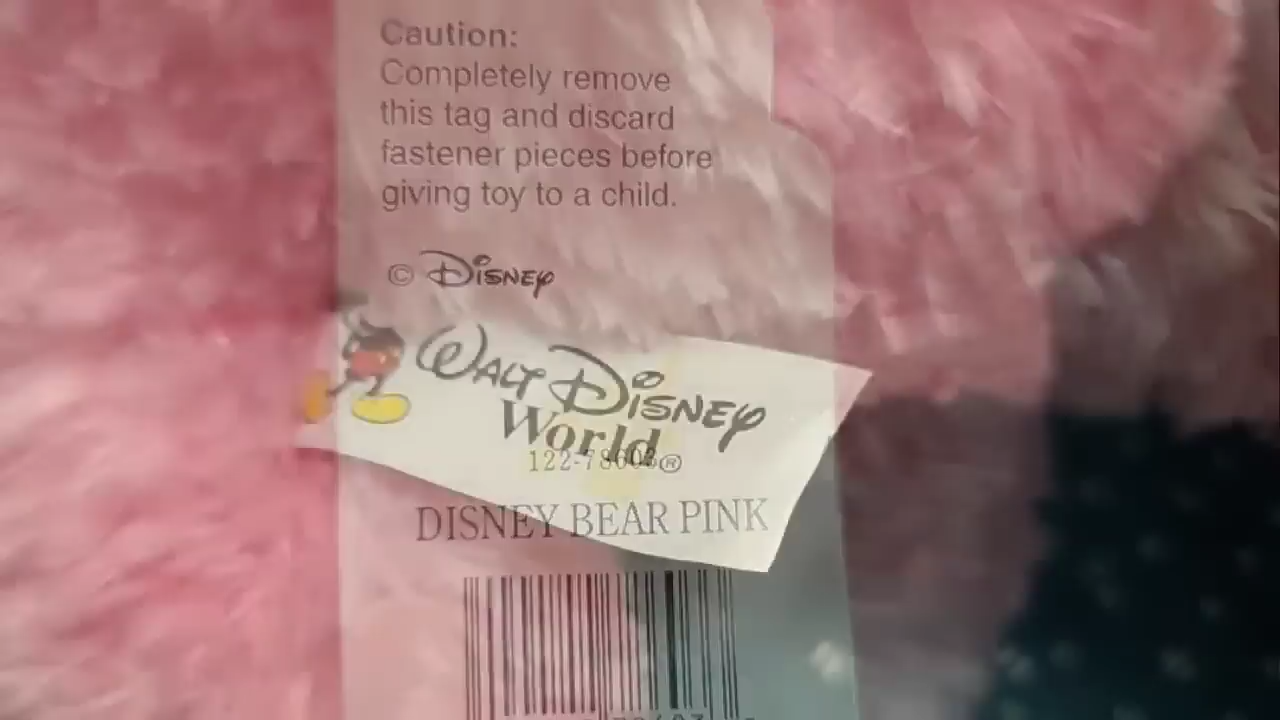 Caution:
Completely remove
this tag and discard
fastener pieces before
giving toy to a child.
© Disney
Walt Disney
World®
DISNEY BEAR PINK